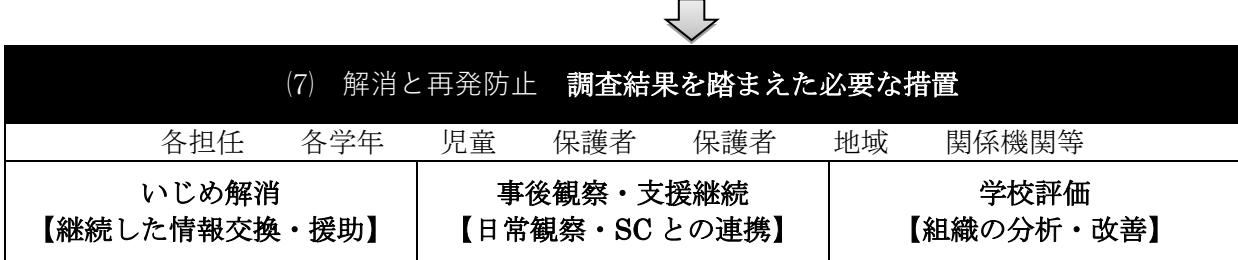 ⑺ 解消と再発防止 調査結果を踏まえた必要な措置
各担任 各学年 児童 保護者 保護者 地域 関係機関等
いじめ解消
【継続した情報交換・援助】
事後観察・支援継続
【日常観察・SC との連携】
学校評価
【組織の分析・改善】